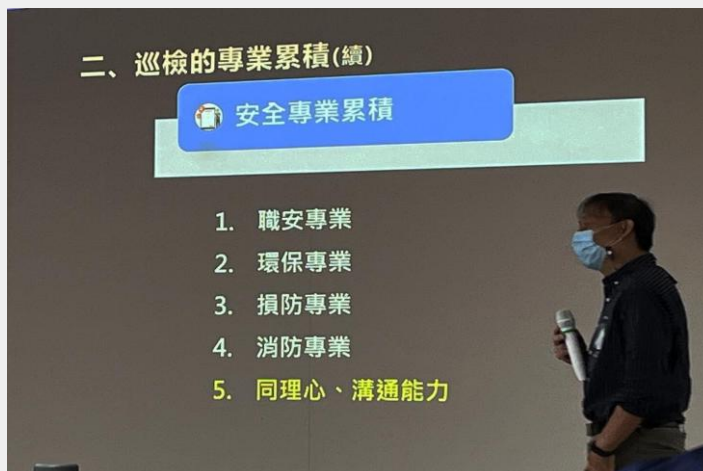 二、巡檢的專業累積(續)
安全專業累積
1. 職安專業
2. 環保專業
3. 損防專業
4. 消防專業
5. 同理心、溝通能力